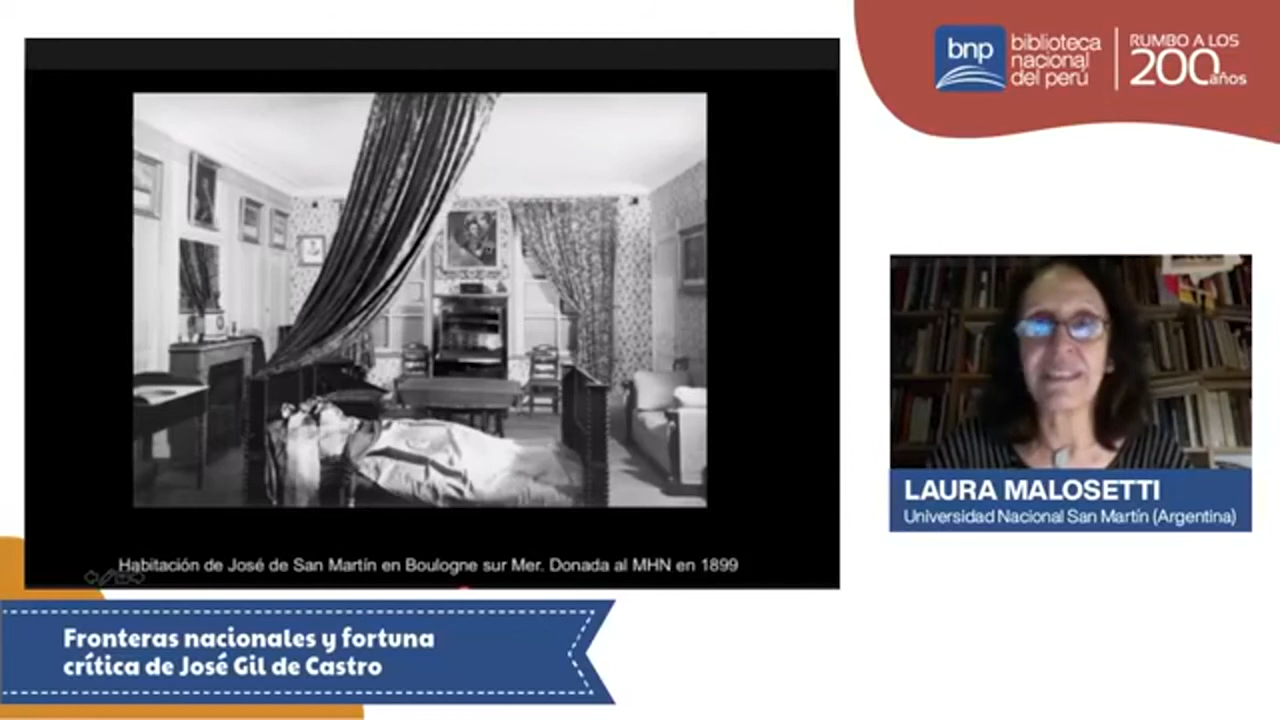 bnp
biblioteca
nacional
del perú
RUMBO A LOS
200 años
Habitación de José de San Martín en Boulogne sur Mer. Donada al MHN en 1899
LAURA MALOSETTI
Universidad Nacional San Martín (Argentina)
Fronteras nacionales y fortuna
crítica de José Gil de Castro